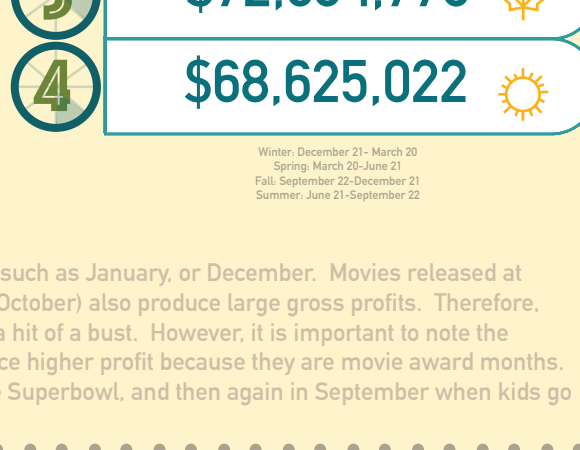 3
4
$68,625,022
Winter: December 21- March 20
Spring: March 20-June 21
Fall: September 22-December 21
Summer: June 21-September 22
such as January, or December. Movies released at
October) also produce large gross profits. Therefore,
a hit of a bust. However, it is important to note the
ce higher profit because they are movie award months.
Superbowl, and then again in September when kids go